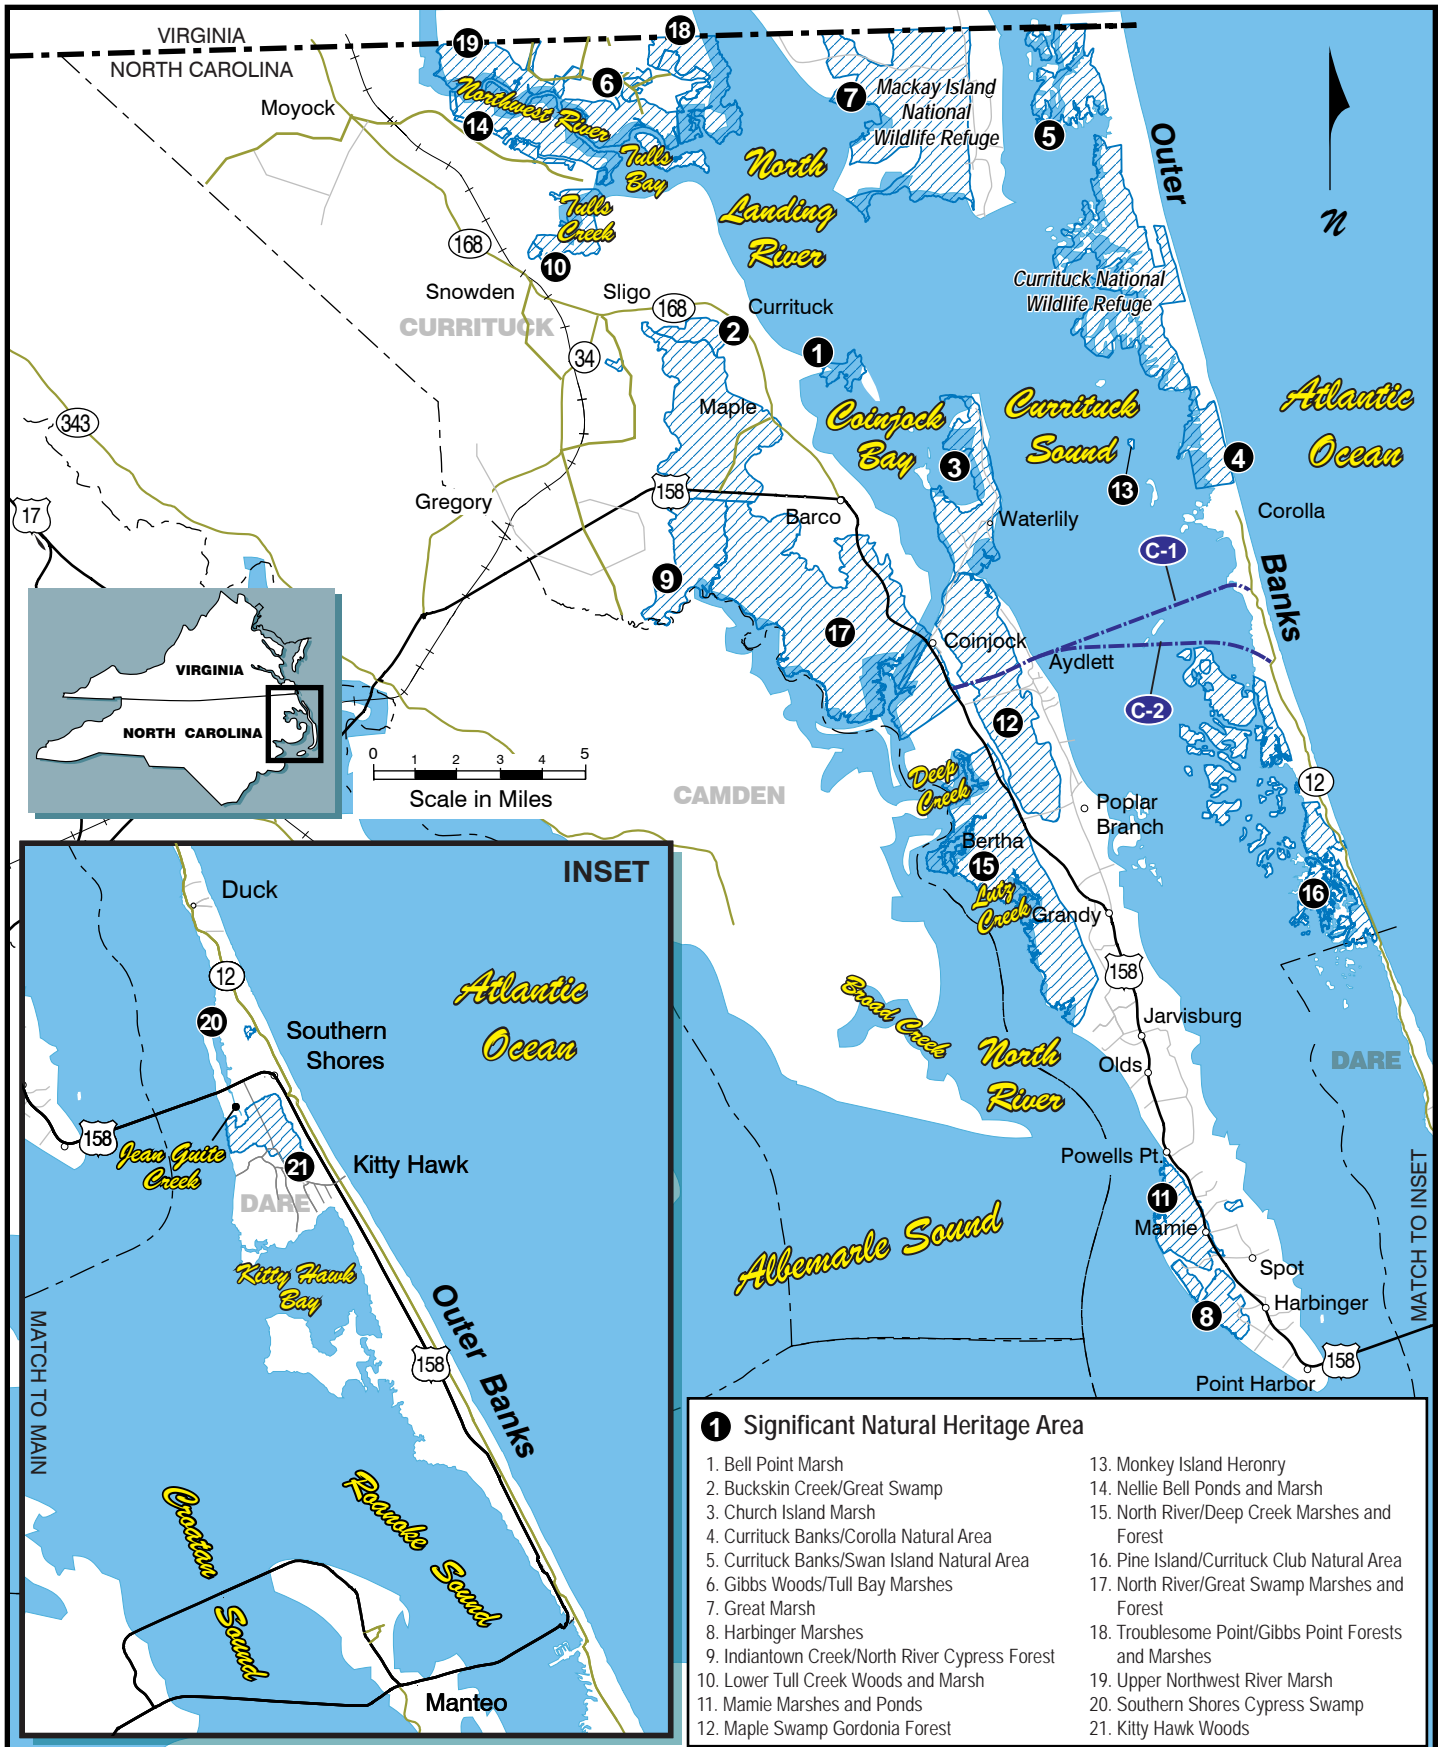 VIRGINIA
NORTH CAROLINA
19
18
6
7
Mackay Island
National
Wildlife Refuge
5
Moyock
Northwest River
14
Tulls
Bay
North
Landing
River
Outer
N
Tulls
Creek
168
10
Snowden
Sligo
168
Currituck
Currituck National
Wildlife Refuge
CURRITUCK
2
1
34
343
Maple
Coinjock
Bay
Currituck
Sound
Atlantic
Ocean
3
13
4
17
Gregory
158
Barco
Waterlily
Corolla
C-1
Banks
9
17
Coinjock
Aydlett
C-2
VIRGINIA
NORTH CAROLINA
12
0 1 2 3 4 5
Scale in Miles
CAMDEN
Deep
Creek
Poplar
Branch
12
Bertha
15
Lutz
Creek
Grandy
16
158
Broad Creek
North
River
Jarvisburg
Olds
DARE
Powells Pt.
11
Mamie
Albemarle Sound
Spot
Harbinger
8
158
Point Harbor
MATCH TO INSET
INSET
Duck
12
Atlantic
Ocean
20
Southern
Shores
158
Jean Guite
Creek
21
Kitty Hawk
DARE
Kitty Hawk
Bay
Outer Banks
158
MATCH TO MAIN
Croatan
Sound
Roanoke
Sound
Manteo
1 Significant Natural Heritage Area
1. Bell Point Marsh
2. Buckskin Creek/Great Swamp
3. Church Island Marsh
4. Currituck Banks/Corolla Natural Area
5. Currituck Banks/Swan Island Natural Area
6. Gibbs Woods/Tull Bay Marshes
7. Great Marsh
8. Harbinger Marshes
9. Indiantown Creek/North River Cypress Forest
10. Lower Tull Creek Woods and Marsh
11. Mamie Marshes and Ponds
12. Maple Swamp Gordonia Forest
13. Monkey Island Heronry
14. Nellie Bell Ponds and Marsh
15. North River/Deep Creek Marshes and
Forest
16. Pine Island/Currituck Club Natural Area
17. North River/Great Swamp Marshes and
Forest
18. Troublesome Point/Gibbs Point Forests
and Marshes
19. Upper Northwest River Marsh
20. Southern Shores Cypress Swamp
21. Kitty Hawk Woods